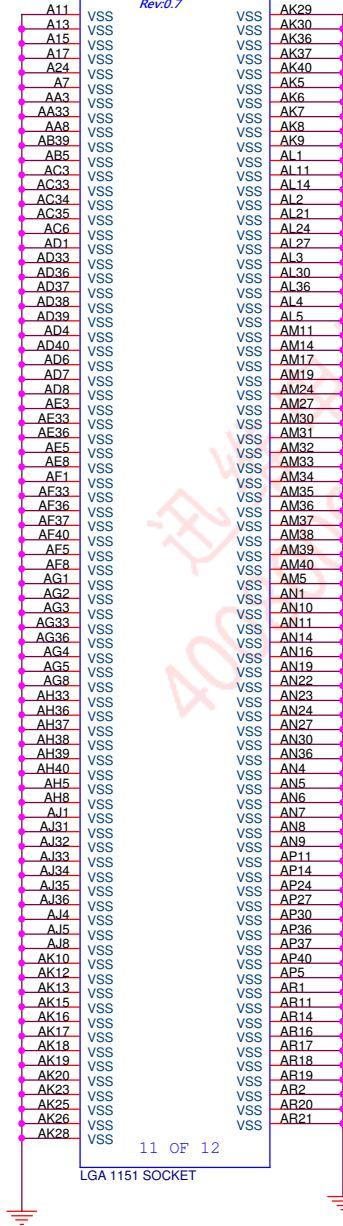 Rev:0.7
A11 VSS VSS AK29
A13 VSS VSS AK30
A15 VSS VSS AK36
A17 VSS VSS AK37
A24 VSS VSS AK40
A7 VSS VSS AK5
AA3 VSS VSS AK6
AA33 VSS VSS AK7
AA8 VSS VSS AK8
AB39 VSS VSS AK9
AB5 VSS VSS AL1
AC3 VSS VSS AL11
AC33 VSS VSS AL14
AC34 VSS VSS AL2
AC35 VSS VSS AL21
AC6 VSS VSS AL24
AD1 VSS VSS AL27
AD33 VSS VSS AL3
AD36 VSS VSS AL30
AD37 VSS VSS AL36
AD38 VSS VSS AL4
AD39 VSS VSS AL5
AD4 VSS VSS AM11
AD40 VSS VSS AM14
AD6 VSS VSS AM17
AD7 VSS VSS AM19
AD8 VSS VSS AM24
AE3 VSS VSS AM27
AE33 VSS VSS AM30
AE36 VSS VSS AM31
AE5 VSS VSS AM32
AE8 VSS VSS AM33
AF1 VSS VSS AM34
AF33 VSS VSS AM35
AF36 VSS VSS AM36
AF37 VSS VSS AM37
AF40 VSS VSS AM38
AF5 VSS VSS AM39
AF8 VSS VSS AM40
AG1 VSS VSS AM5
AG2 VSS VSS AN1
AG3 VSS VSS AN10
AG33 VSS VSS AN11
AG36 VSS VSS AN14
AG4 VSS VSS AN16
AG5 VSS VSS AN19
AG8 VSS VSS AN22
AH33 VSS VSS AN23
AH36 VSS VSS AN24
AH37 VSS VSS AN27
AH38 VSS VSS AN30
AH39 VSS VSS AN36
AH40 VSS VSS AN4
AH5 VSS VSS AN5
AH8 VSS VSS AN6
AJ1 VSS VSS AN7
AJ31 VSS VSS AN8
AJ32 VSS VSS AN9
AJ33 VSS VSS AP11
AJ34 VSS VSS AP14
AJ35 VSS VSS AP24
AJ36 VSS VSS AP27
AJ4 VSS VSS AP30
AJ5 VSS VSS AP36
AJ8 VSS VSS AP37
AK10 VSS VSS AP40
AK12 VSS VSS AP5
AK13 VSS VSS AR1
AK15 VSS VSS AR11
AK16 VSS VSS AR14
AK17 VSS VSS AR16
AK18 VSS VSS AR17
AK19 VSS VSS AR18
AK20 VSS VSS AR19
AK23 VSS VSS AR2
AK25 VSS VSS AR20
AK26 VSS VSS AR21
AK28 VSS
11 OF 12
LGA 1151 SOCKET